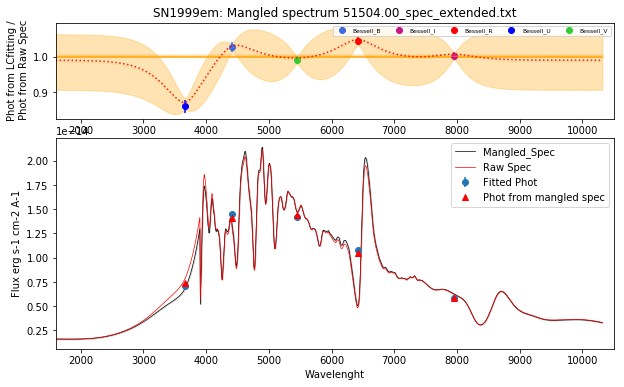 SN1999em: Mangled spectrum 51504.00_spec_extended.txt
Phot from LCfitting /
Phot from Raw Spec
1.0
0.9
Bessell_B
Bessell_I
Bessell_R
Bessell_U
Bessell_V
2000 3000 4000 5000 6000 7000 8000 9000 10000
1e−14
Flux erg s-1 cm-2 A-1
2.00
1.75
1.50
1.25
1.00
0.75
0.50
0.25
Mangled_Spec
Raw Spec
Fitted Phot
Phot from mangled spec
2000 3000 4000 5000 6000 7000 8000 9000 10000
Wavelenght